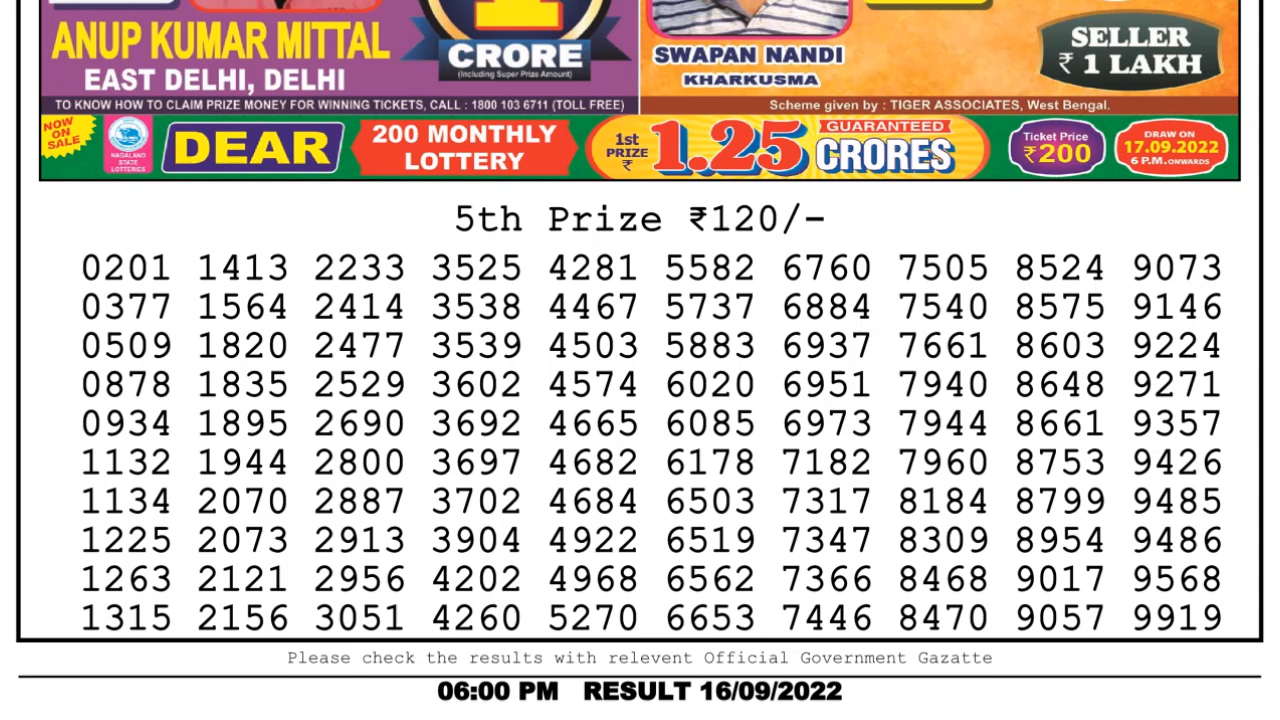 ANUP KUMAR MITTAL
EAST DELHI, DELHI
1
CRORE
(Including Super Prize Amount)
SWAPAN NANDI
KHARKUSMA
SELLER
₹ 1 LAKH
TO KNOW HOW TO CLAIM PRIZE MONEY FOR WINNING TICKETS, CALL : 1800 103 6711 (TOLL FREE)
Scheme given by : TIGER ASSOCIATES, West Bengal.
NOW ON SALE
NAGALAND STATE LOTTERIES
DEAR
200 MONTHLY
LOTTERY
1st
PRIZE
₹
1.25
GUARANTEED
CRORES
Ticket Price
₹200
DRAW ON
17.09.2022
6 P.M. ONWARDS
5th Prize ₹120/-
0201 1413 2233 3525 4281 5582 6760 7505 8524 9073
0377 1564 2414 3538 4467 5737 6884 7540 8575 9146
0509 1820 2477 3539 4503 5883 6937 7661 8603 9224
0878 1835 2529 3602 4574 6020 6951 7940 8648 9271
0934 1895 2690 3692 4665 6085 6973 7944 8661 9357
1132 1944 2800 3697 4682 6178 7182 7960 8753 9426
1134 2070 2887 3702 4684 6503 7317 8184 8799 9485
1225 2073 2913 3904 4922 6519 7347 8309 8954 9486
1263 2121 2956 4202 4968 6562 7366 8468 9017 9568
1315 2156 3051 4260 5270 6653 7446 8470 9057 9919
Please check the results with relevent Official Government Gazatte
06:00 PM RESULT 16/09/2022